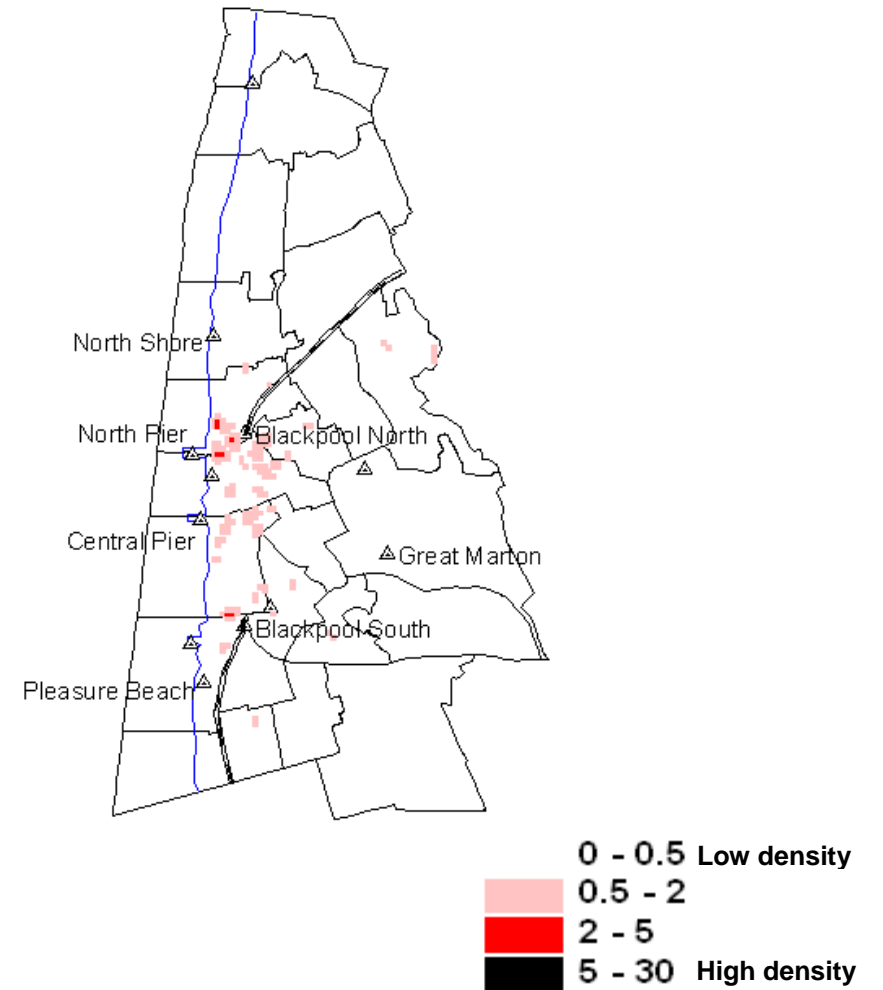 North Shore
North Pier
Blackpool North
Central Pier
Great Marton
Blackpool South
Pleasure Beach
0 - 0.5 Low density
0.5 - 2
2 - 5
5 - 30 High density